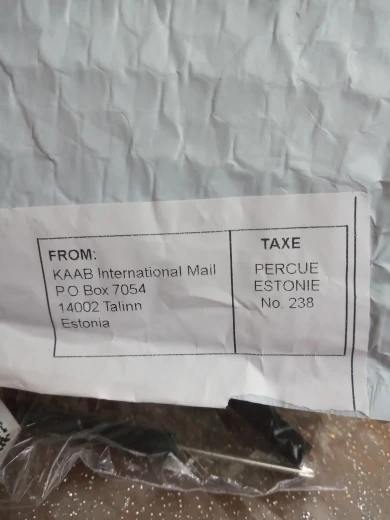 FROM:
KAAB International Mail
P.O Box 7054
14002 Talinn
Estonia
TAXE
PERCUE
ESTONIE
No. 238